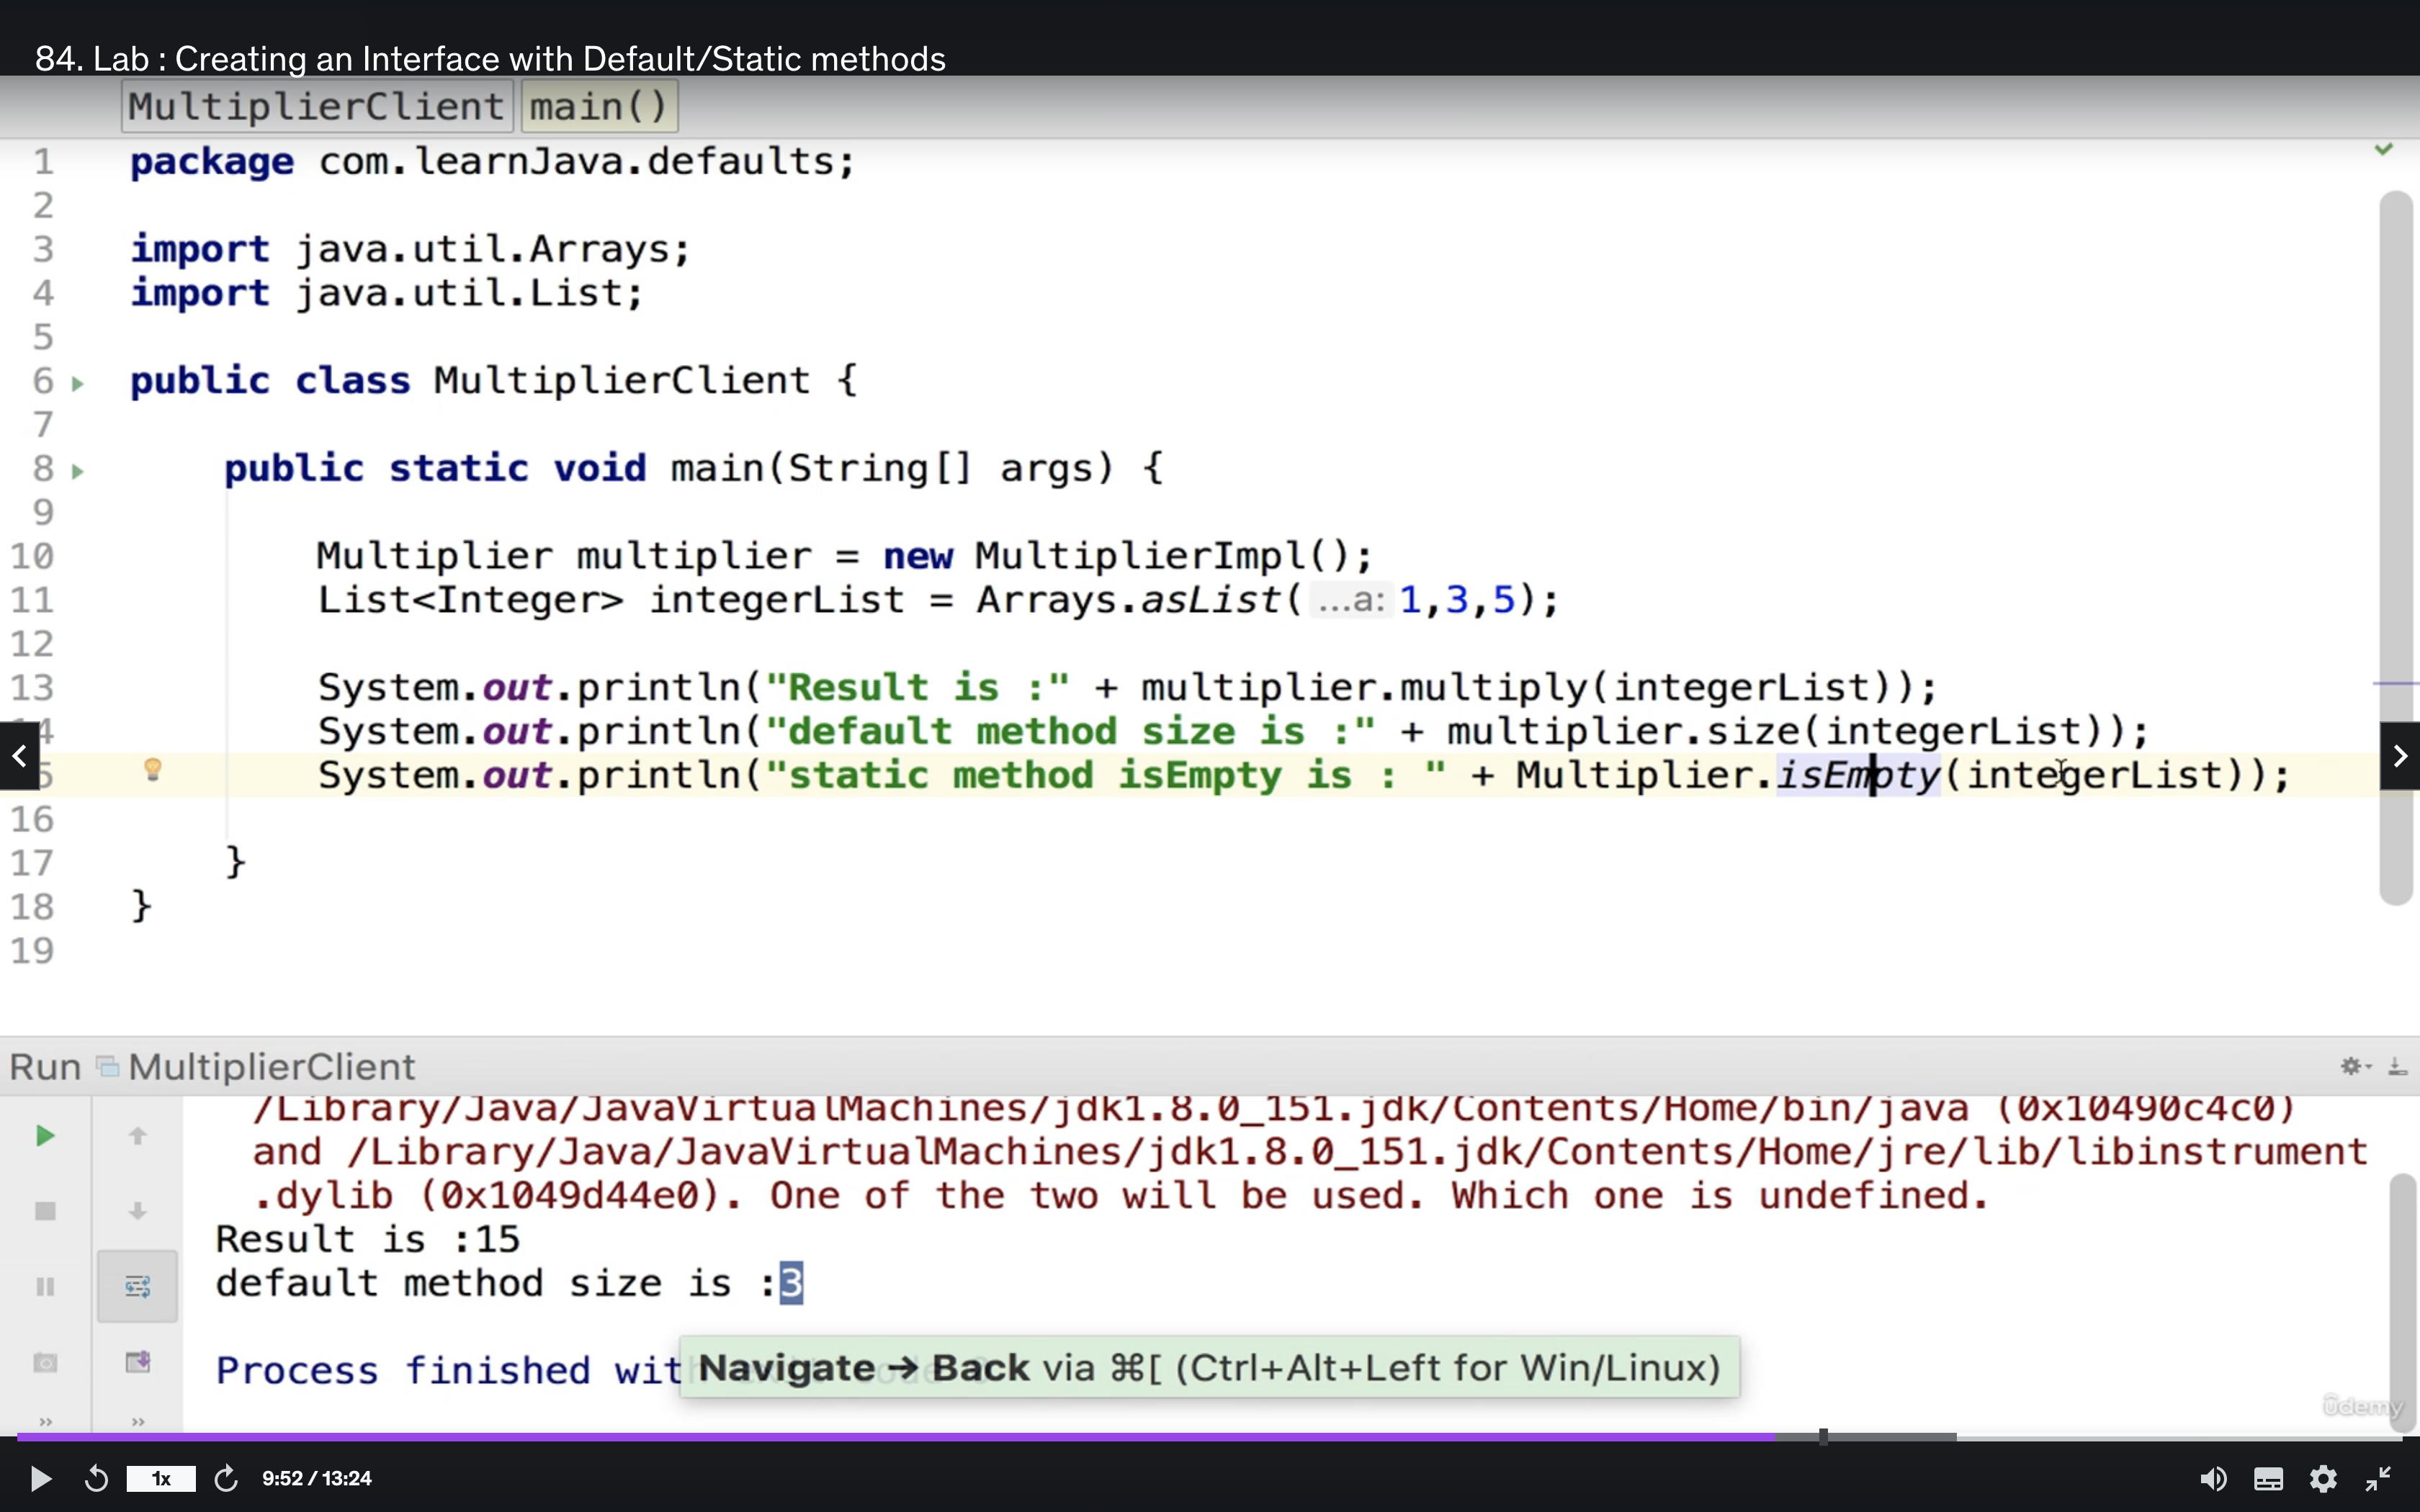 84. Lab : Creating an Interface with Default/Static methods
MultiplierClient main()
1 package com.learnJava.defaults;
2
3 import java.util.Arrays;
4 import java.util.List;
5
6 public class MultiplierClient {
7
8 public static void main(String[] args) {
9
10 Multiplier multiplier = new MultiplierImpl();
11 List<Integer> integerList = Arrays.asList( ...a: 1,3,5);
12
13 System.out.println("Result is :" + multiplier.multiply(integerList));
4 System.out.println("default method size is :" + multiplier.size(integerList));
5 System.out.println("static method isEmpty is : " + Multiplier.isEmpty(integerList));
16
17 }
18 }
19
Run MultiplierClient
/Library/Java/JavaVirtualMachines/jdk1.8.0_151.jdk/Contents/Home/bin/java (0x10490c4c0)
and /Library/Java/JavaVirtualMachines/jdk1.8.0_151.jdk/Contents/Home/jre/lib/libinstrument
.dylib (0x1049d44e0). One of the two will be used. Which one is undefined.
Result is :15
default method size is :3
Process finished wit
Navigate → Back via ⌘[ (Ctrl+Alt+Left for Win/Linux)
ûdemy
1x 9:52 / 13:24